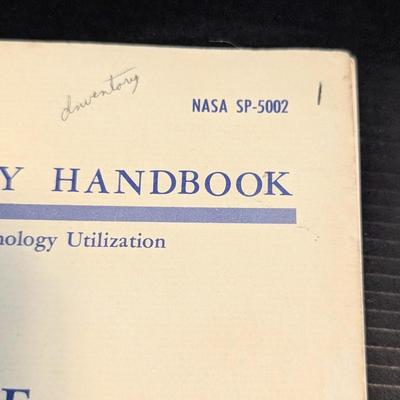 Inventory
NASA SP-5002
1
Y HANDBOOK
nology Utilization